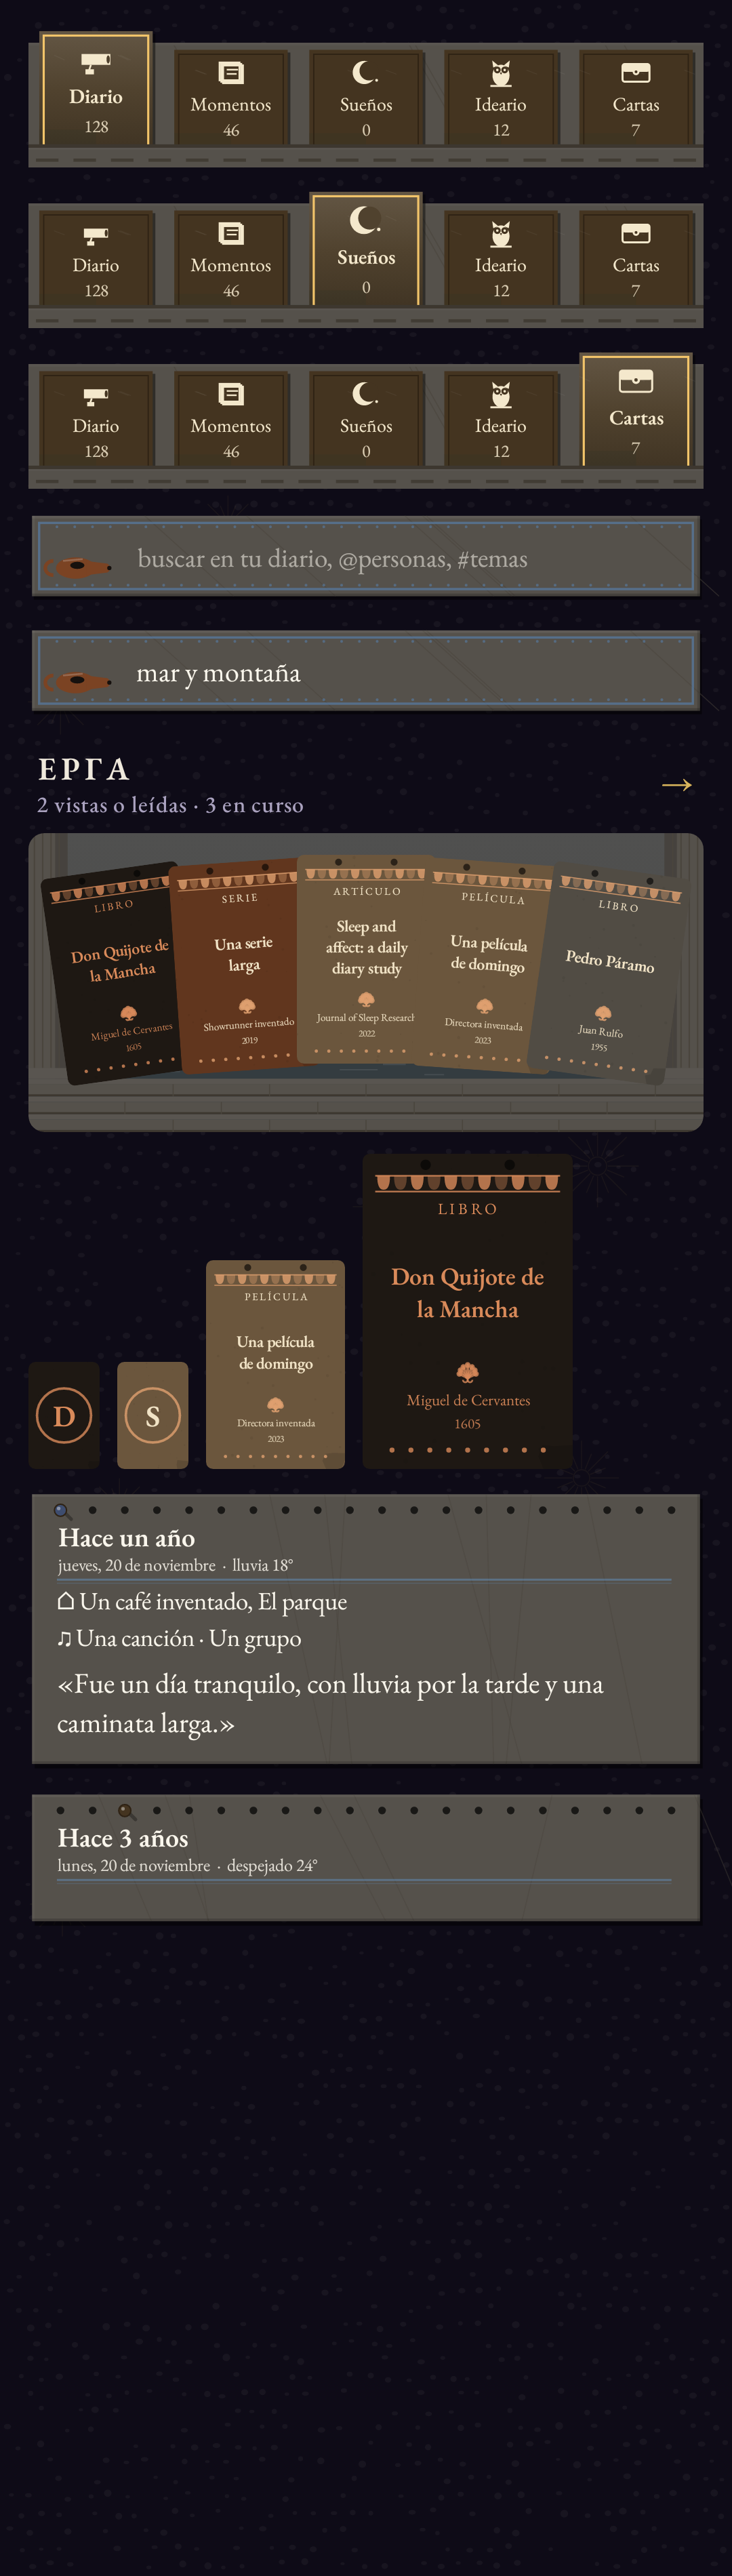 Diario
128
Momentos
46
Sueños
0
Ideario
12
Cartas
7
Diario
128
Momentos
46
Sueños
0
Ideario
12
Cartas
7
Diario
128
Momentos
46
Sueños
0
Ideario
12
Cartas
7
buscar en tu diario, @personas, #temas
mar y montaña
ΕΡΓΑ
→
2 vistas o leídas · 3 en curso
LIBRO
Don Quijote de
la Mancha
Miguel de Cervantes
1605
SERIE
Una serie
larga
Showrunner inventado
2019
ARTÍCULO
Sleep and
affect: a daily
diary study
Journal of Sleep Research
2022
PELÍCULA
Una película
de domingo
Directora inventada
2023
LIBRO
Pedro Páramo
Juan Rulfo
1955
D
S
PELÍCULA
Una película
de domingo
Directora inventada
2023
LIBRO
Don Quijote de
la Mancha
Miguel de Cervantes
1605
Hace un año
jueves, 20 de noviembre · lluvia 18°
⌂ Un café inventado, El parque
♫ Una canción · Un grupo
«Fue un día tranquilo, con lluvia por la tarde y una
caminata larga.»
Hace 3 años
lunes, 20 de noviembre · despejado 24°